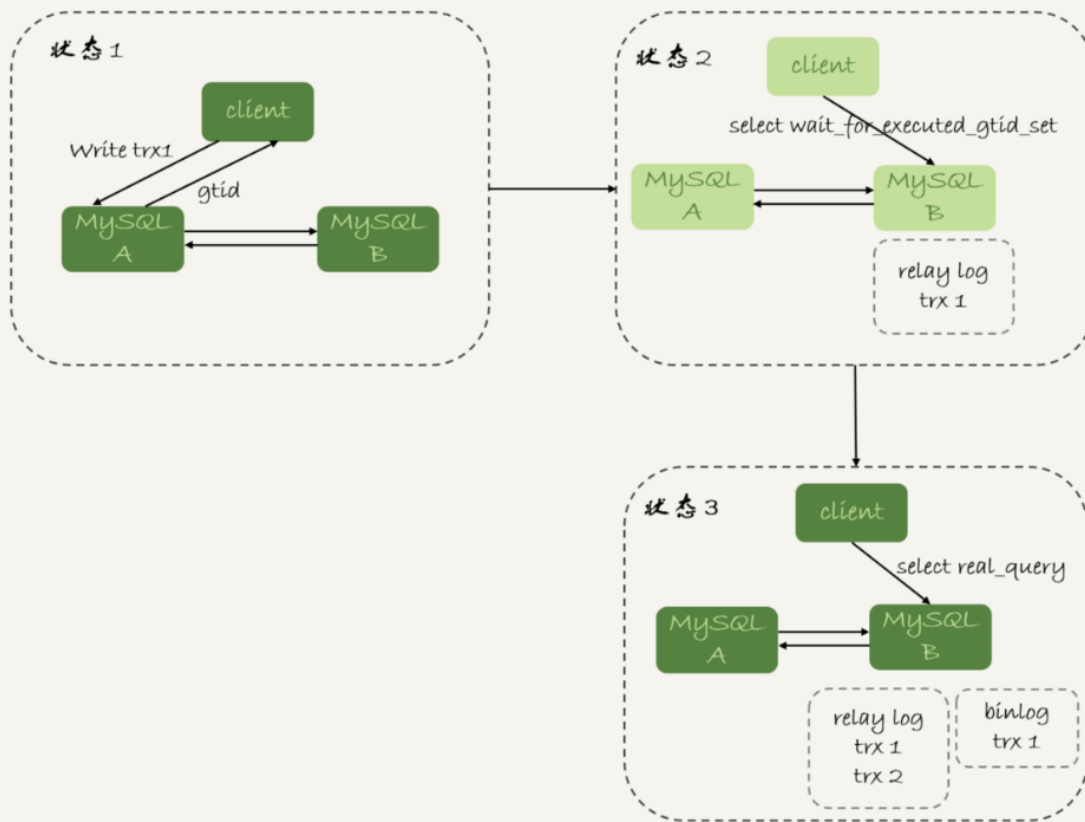 状态1
client
Write trx1
gtid
MySQL
A
MySQL
B
状态2
client
select wait_for_executed_gtid_set
MySQL
A
MySQL
B
relay log
trx 1
状态3
client
select real_query
MySQL
A
MySQL
B
relay log
trx 1
trx 2
binlog
trx 1